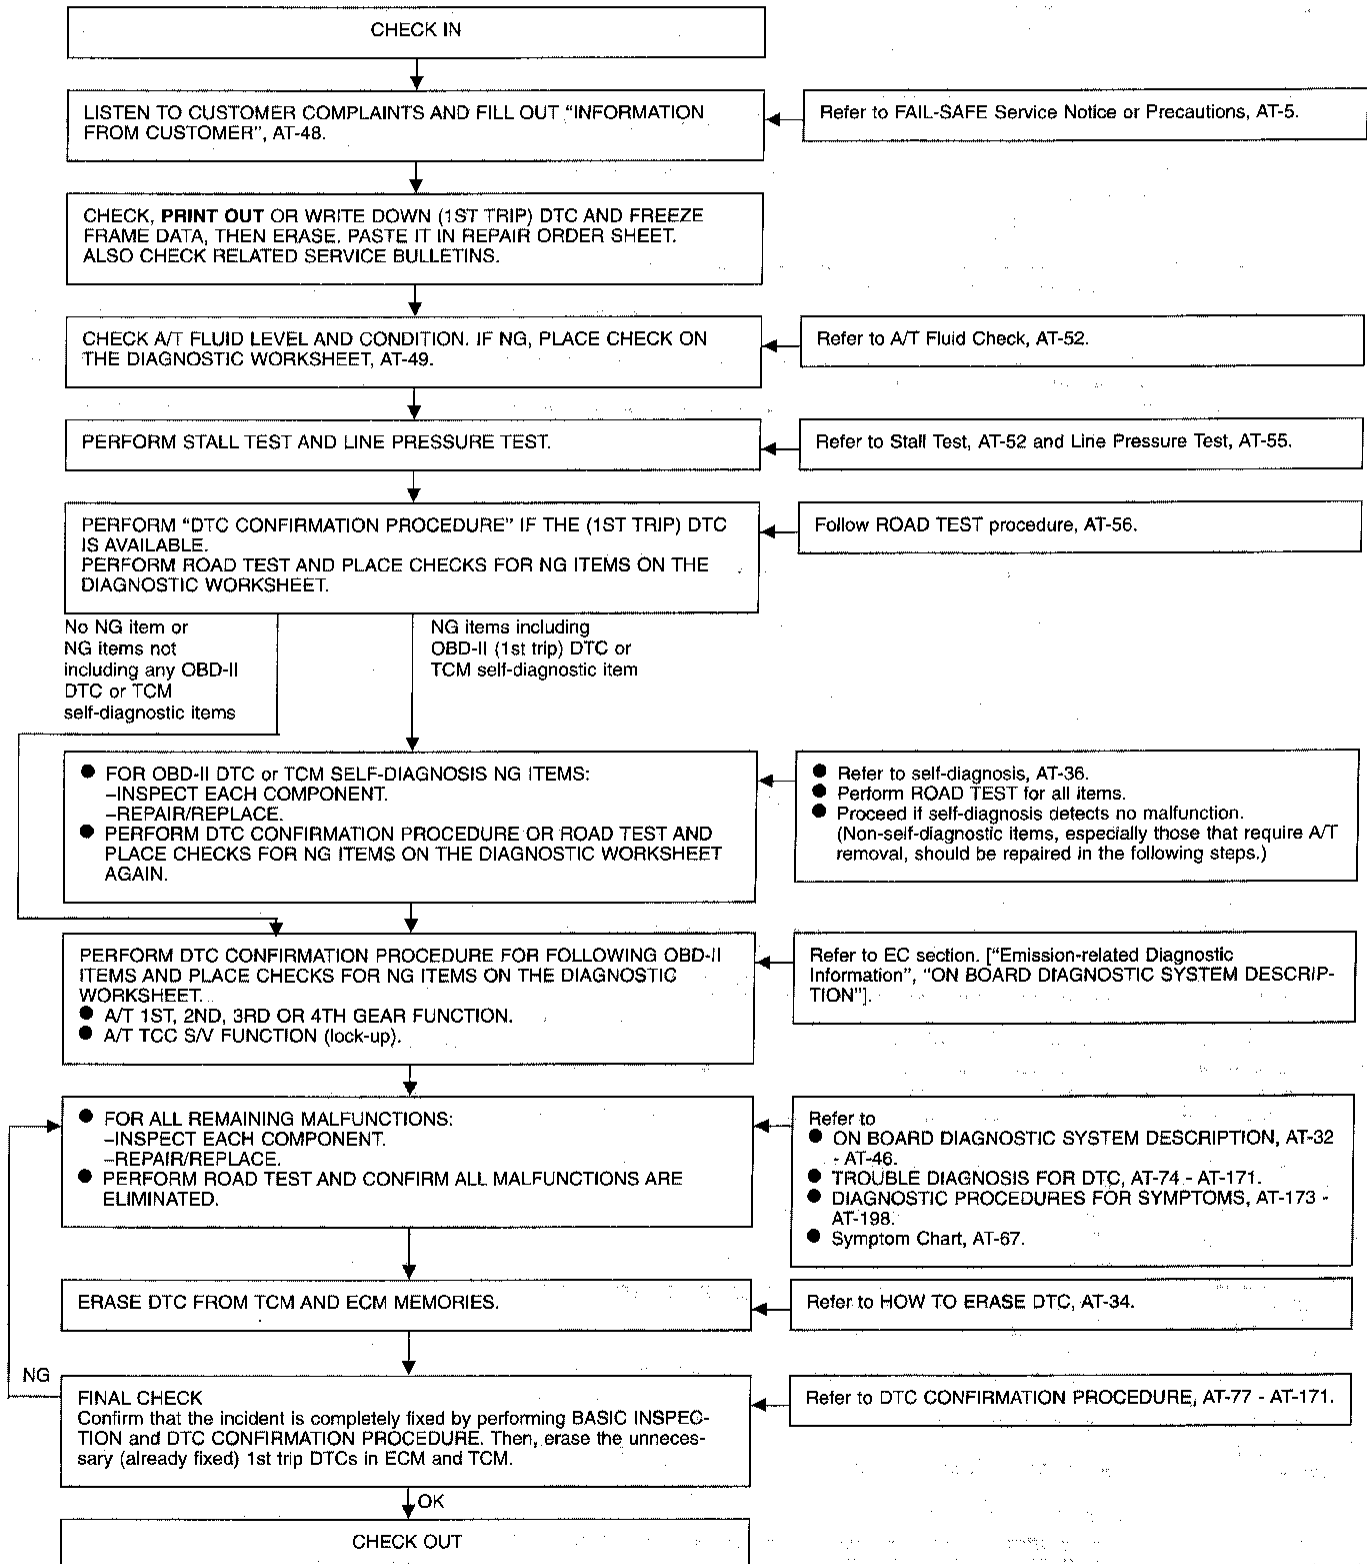 CHECK IN
LISTEN TO CUSTOMER COMPLAINTS AND FILL OUT “INFORMATION
FROM CUSTOMER”, AT-48.
Refer to FAIL-SAFE Service Notice or Precautions, AT-5.
CHECK, PRINT OUT OR WRITE DOWN (1ST TRIP) DTC AND FREEZE
FRAME DATA, THEN ERASE. PASTE IT IN REPAIR ORDER SHEET.
ALSO CHECK RELATED SERVICE BULLETINS.
CHECK A/T FLUID LEVEL AND CONDITION. IF NG, PLACE CHECK ON
THE DIAGNOSTIC WORKSHEET, AT-49.
Refer to A/T Fluid Check, AT-52.
PERFORM STALL TEST AND LINE PRESSURE TEST.
Refer to Stall Test, AT-52 and Line Pressure Test, AT-55.
PERFORM “DTC CONFIRMATION PROCEDURE” IF THE (1ST TRIP) DTC
IS AVAILABLE.
PERFORM ROAD TEST AND PLACE CHECKS FOR NG ITEMS ON THE
DIAGNOSTIC WORKSHEET.
Follow ROAD TEST procedure, AT-56.
No NG item or
NG items not
including any OBD-II
DTC or TCM
self-diagnostic items
NG items including
OBD-II (1st trip) DTC or
TCM self-diagnostic item
● FOR OBD-II DTC or TCM SELF-DIAGNOSIS NG ITEMS:
–INSPECT EACH COMPONENT.
–REPAIR/REPLACE.
● PERFORM DTC CONFIRMATION PROCEDURE OR ROAD TEST AND
PLACE CHECKS FOR NG ITEMS ON THE DIAGNOSTIC WORKSHEET
AGAIN.
● Refer to self-diagnosis, AT-36.
● Perform ROAD TEST for all items.
● Proceed if self-diagnosis detects no malfunction.
(Non-self-diagnostic items, especially those that require A/T
removal, should be repaired in the following steps.)
PERFORM DTC CONFIRMATION PROCEDURE FOR FOLLOWING OBD-II
ITEMS AND PLACE CHECKS FOR NG ITEMS ON THE DIAGNOSTIC
WORKSHEET.
● A/T 1ST, 2ND, 3RD OR 4TH GEAR FUNCTION.
● A/T TCC S/V FUNCTION (lock-up).
Refer to EC section. [“Emission-related Diagnostic
Information”, “ON BOARD DIAGNOSTIC SYSTEM DESCRIP-
TION”].
● FOR ALL REMAINING MALFUNCTIONS:
–INSPECT EACH COMPONENT.
–REPAIR/REPLACE.
● PERFORM ROAD TEST AND CONFIRM ALL MALFUNCTIONS ARE
ELIMINATED.
Refer to
● ON BOARD DIAGNOSTIC SYSTEM DESCRIPTION, AT-32
- AT-46.
● TROUBLE DIAGNOSIS FOR DTC, AT-74 - AT-171.
● DIAGNOSTIC PROCEDURES FOR SYMPTOMS, AT-173 -
AT-198.
● Symptom Chart, AT-67.
ERASE DTC FROM TCM AND ECM MEMORIES.
Refer to HOW TO ERASE DTC, AT-34.
NG
FINAL CHECK
Confirm that the incident is completely fixed by performing BASIC INSPEC-
TION and DTC CONFIRMATION PROCEDURE. Then, erase the unneces-
sary (already fixed) 1st trip DTCs in ECM and TCM.
Refer to DTC CONFIRMATION PROCEDURE, AT-77 - AT-171.
OK
CHECK OUT